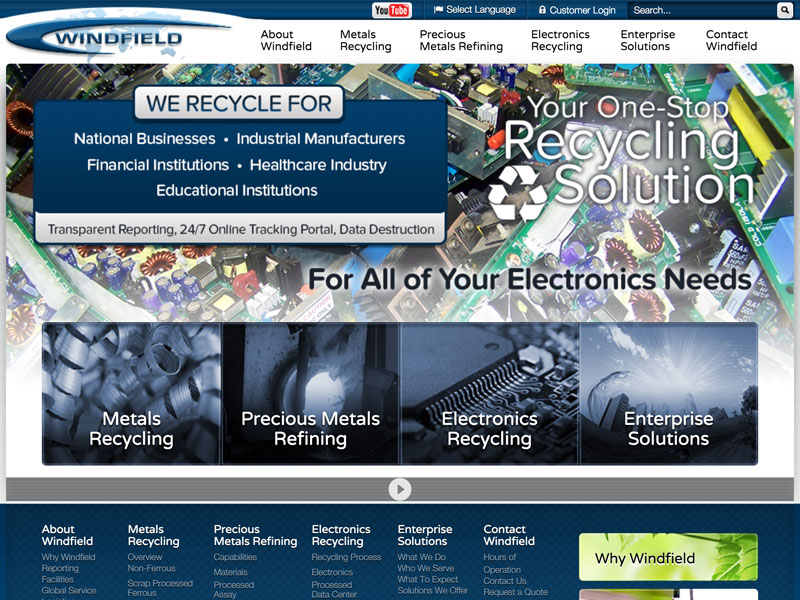 YouTube
Select Language
Customer Login
Search...
WINDFIELD
About
Windfield
Metals
Recycling
Precious
Metals Refining
Electronics
Recycling
Enterprise
Solutions
Contact
Windfield
WE RECYCLE FOR
National Businesses • Industrial Manufacturers
Financial Institutions • Healthcare Industry
Educational Institutions
Transparent Reporting, 24/7 Online Tracking Portal, Data Destruction
Your One-Stop
Recycling
Solution
For All of Your Electronics Needs
Metals
Recycling
Precious Metals
Refining
Electronics
Recycling
Enterprise
Solutions
About
Windfield
Why Windfield
Reporting
Facilities
Global Service
Metals
Recycling
Overview
Non-Ferrous
Scrap Processed
Ferrous
Precious
Metals Refining
Capabilities
Materials
Processed
Assay
Electronics
Recycling
Recycling Process
Electronics
Processed
Data Center
Enterprise
Solutions
What We Do
Who We Serve
What To Expect
Solutions We Offer
Contact
Windfield
Hours of
Operation
Contact Us
Request a Quote
Why Windfield